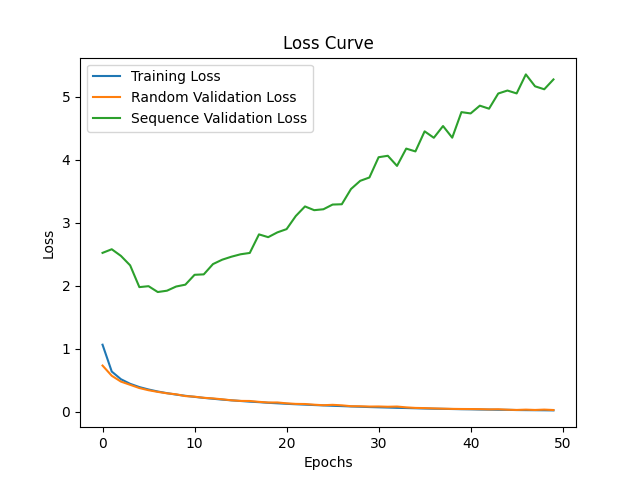 Loss Curve
Training Loss
Random Validation Loss
Sequence Validation Loss
5
4
3
2
1
0
Loss
0 10 20 30 40 50
Epochs